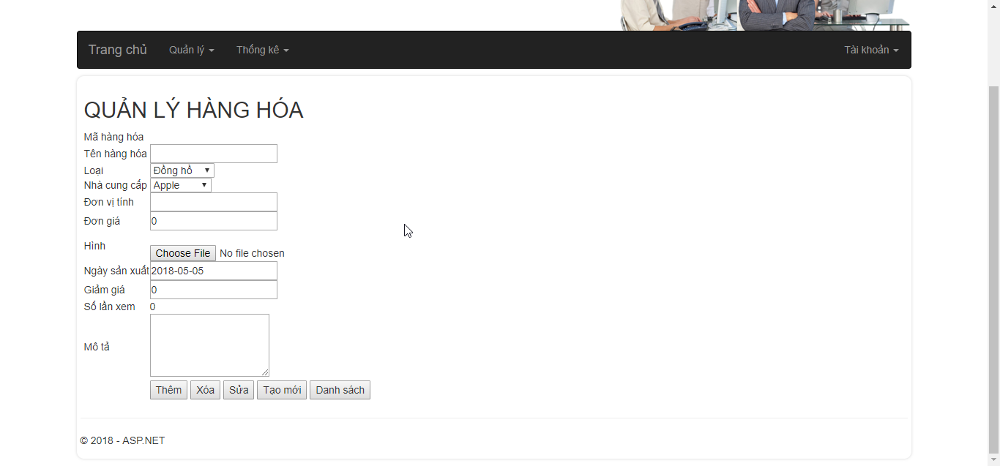 Trang chủ Quản lý Thống kê Tài khoản
QUẢN LÝ HÀNG HÓA
Mã hàng hóa
Tên hàng hóa
Loại Đồng hồ
Nhà cung cấp Apple
Đơn vị tính
Đơn giá 0
Hình Choose File No file chosen
Ngày sản xuất 2018-05-05
Giảm giá 0
Số lần xem 0
Mô tả
Thêm Xóa Sửa Tạo mới Danh sách
© 2018 - ASP.NET